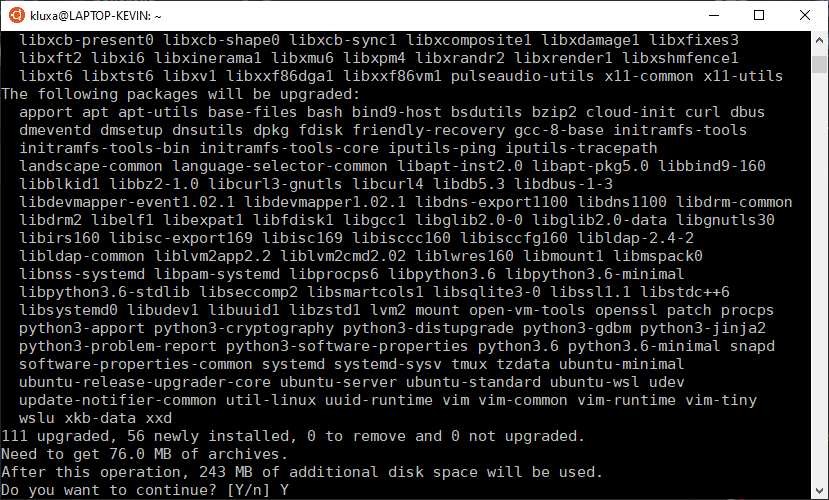 kluxa@LAPTOP-KEVIN: ~
libxcb-present0 libxcb-shape0 libxcb-sync1 libxcomposite1 libxdamage1 libxfixes3
libxft2 libxi6 libxinerama1 libxmu6 libxpm4 libxrandr2 libxrender1 libxshmfence1
libxt6 libxtst6 libxv1 libxxf86dga1 libxxf86vm1 pulseaudio-utils x11-common x11-utils
The following packages will be upgraded:
apport apt apt-utils base-files bash bind9-host bsdutils bzip2 cloud-init curl dbus
dmeventd dmsetup dnsutils dpkg fdisk friendly-recovery gcc-8-base initramfs-tools
initramfs-tools-bin initramfs-tools-core iputils-ping iputils-tracepath
landscape-common language-selector-common libapt-inst2.0 libapt-pkg5.0 libbind9-160
libblkid1 libbz2-1.0 libcurl3-gnutls libcurl4 libdb5.3 libdbus-1-3
libdevmapper-event1.02.1 libdevmapper1.02.1 libdns-export1100 libdns1100 libdrm-common
libdrm2 libelf1 libexpat1 libfdisk1 libgcc1 libglib2.0-0 libglib2.0-data libgnutls30
libirs160 libisc-export169 libisc169 libisccc160 libisccfg160 libldap-2.4-2
libldap-common liblvm2app2.2 liblvm2cmd2.02 liblwres160 libmount1 libmspack0
libnss-systemd libpam-systemd libprocps6 libpython3.6 libpython3.6-minimal
libpython3.6-stdlib libseccomp2 libsmartcols1 libsqlite3-0 libssl1.1 libstdc++6
libsystemd0 libudev1 libuuid1 libzstd1 lvm2 mount open-vm-tools openssl patch procps
python3-apport python3-cryptography python3-distupgrade python3-gdbm python3-jinja2
python3-problem-report python3-software-properties python3.6 python3.6-minimal snapd
software-properties-common systemd systemd-sysv tmux tzdata ubuntu-minimal
ubuntu-release-upgrader-core ubuntu-server ubuntu-standard ubuntu-wsl udev
update-notifier-common util-linux uuid-runtime vim vim-common vim-runtime vim-tiny
wslu xkb-data xxd
111 upgraded, 56 newly installed, 0 to remove and 0 not upgraded.
Need to get 76.0 MB of archives.
After this operation, 243 MB of additional disk space will be used.
Do you want to continue? [Y/n] Y